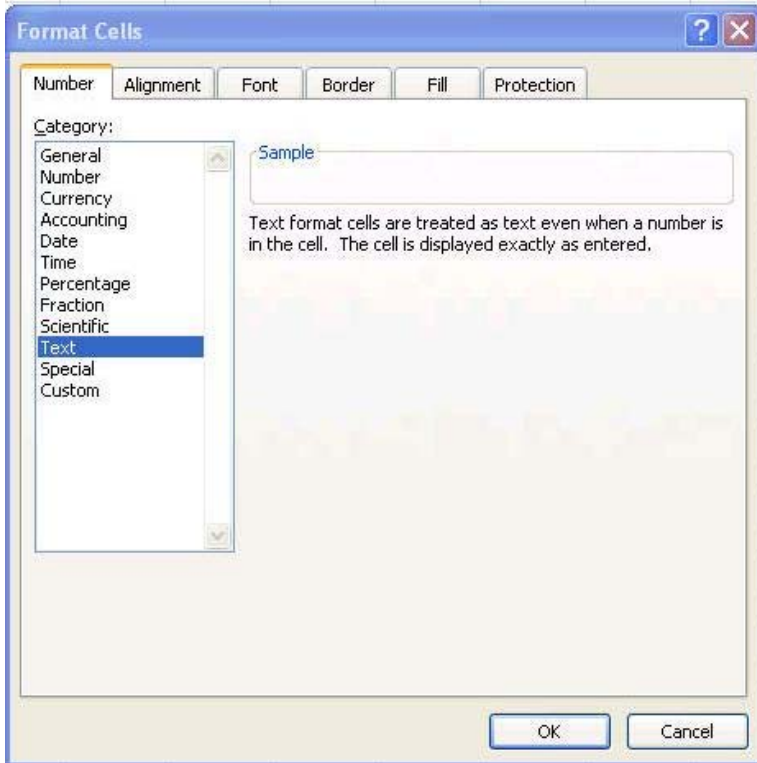 Format Cells
Number Alignment Font Border Fill Protection
Category:
General
Number
Currency
Accounting
Date
Time
Percentage
Fraction
Scientific
Text
Special
Custom
Sample
Text format cells are treated as text even when a number is
in the cell. The cell is displayed exactly as entered.
OK Cancel